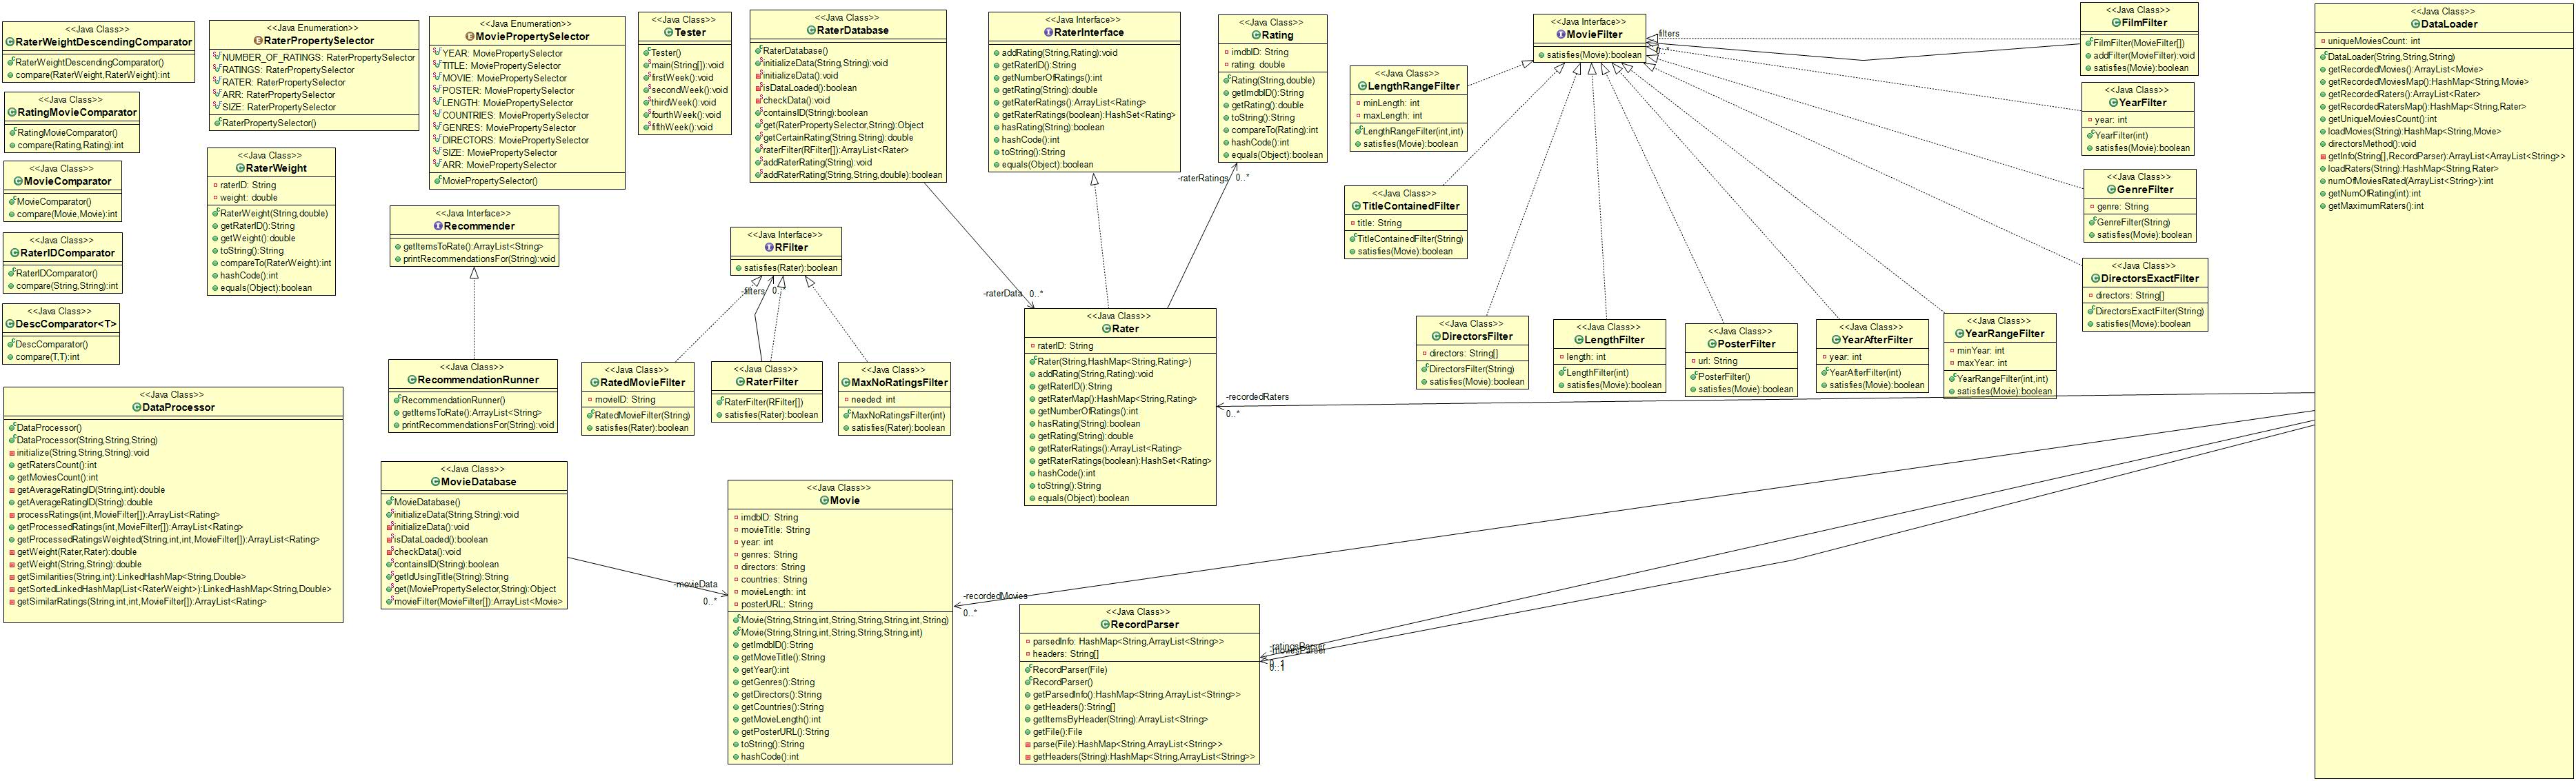 <<Java Class>>
RaterWeightDescendingComparator
RaterWeightDescendingComparator()
compare(RaterWeight,RaterWeight):int
<<Java Class>>
RatingMovieComparator
RatingMovieComparator()
compare(Rating,Rating):int
<<Java Class>>
MovieComparator
MovieComparator()
compare(Movie,Movie):int
<<Java Class>>
RaterIDComparator
RaterIDComparator()
compare(String,String):int
<<Java Class>>
DescComparator<T>
DescComparator()
compare(T,T):int
<<Java Class>>
DataProcessor
DataProcessor()
DataProcessor(String,String,String)
initialize(String,String,String):void
getRatersCount():int
getMoviesCount():int
getAverageRatingID(String,int):double
getAverageRatingID(String):double
processRatings(int,MovieFilter[]):ArrayList<Rating>
getProcessedRatings(int,MovieFilter[]):ArrayList<Rating>
getProcessedRatingsWeighted(String,int,int,MovieFilter[]):ArrayList<Rating>
getWeight(Rater,Rater):double
getWeight(String,String):double
getSimilarities(String,int):LinkedHashMap<String,Double>
getSortedLinkedHashMap(List<RaterWeight>):LinkedHashMap<String,Double>
getSimilarRatings(String,int,int,MovieFilter[]):ArrayList<Rating>
<<Java Enumeration>>
RaterPropertySelector
NUMBER_OF_RATINGS: RaterPropertySelector
RATINGS: RaterPropertySelector
RATER: RaterPropertySelector
ARR: RaterPropertySelector
SIZE: RaterPropertySelector
RaterPropertySelector()
<<Java Class>>
RaterWeight
raterID: String
weight: double
RaterWeight(String,double)
getRaterID():String
getWeight():double
toString():String
compareTo(RaterWeight):int
hashCode():int
equals(Object):boolean
<<Java Enumeration>>
MoviePropertySelector
YEAR: MoviePropertySelector
TITLE: MoviePropertySelector
MOVIE: MoviePropertySelector
POSTER: MoviePropertySelector
LENGTH: MoviePropertySelector
COUNTRIES: MoviePropertySelector
GENRES: MoviePropertySelector
DIRECTORS: MoviePropertySelector
SIZE: MoviePropertySelector
ARR: MoviePropertySelector
MoviePropertySelector()
<<Java Interface>>
Recommender
getItemsToRate():ArrayList<String>
printRecommendationsFor(String):void
<<Java Class>>
RecommendationRunner
RecommendationRunner()
getItemsToRate():ArrayList<String>
printRecommendationsFor(String):void
<<Java Class>>
MovieDatabase
MovieDatabase()
initializeData(String,String):void
initializeData():void
isDataLoaded():boolean
checkData():void
containsID(String):boolean
getIdUsingTitle(String):String
get(MoviePropertySelector,String):Object
movieFilter(MovieFilter[]):ArrayList<Movie>
<<Java Class>>
Tester
Tester()
main(String[]):void
firstWeek():void
secondWeek():void
thirdWeek():void
fourthWeek():void
fifthWeek():void
<<Java Class>>
RaterDatabase
RaterDatabase()
initializeData(String,String):void
initializeData():void
isDataLoaded():boolean
checkData():void
containsID(String):boolean
get(RaterPropertySelector,String):Object
getCertainRating(String,String):double
raterFilter(RFilter[]):ArrayList<Rater>
addRaterRating(String):void
addRaterRating(String,String,double):boolean
<<Java Interface>>
RFilter
satisfies(Rater):boolean
-filters 0..*
<<Java Class>>
RatedMovieFilter
movieID: String
RatedMovieFilter(String)
satisfies(Rater):boolean
<<Java Class>>
RaterFilter
RaterFilter(RFilter[])
satisfies(Rater):boolean
<<Java Class>>
MaxNoRatingsFilter
needed: int
MaxNoRatingsFilter(int)
satisfies(Rater):boolean
-movieData
0..*
<<Java Class>>
Movie
imdbID: String
movieTitle: String
year: int
genres: String
directors: String
countries: String
movieLength: int
posterURL: String
Movie(String,String,int,String,String,String,int,String)
Movie(String,String,int,String,String,String,int)
getImdbID():String
getMovieTitle():String
getYear():int
getGenres():String
getDirectors():String
getCountries():String
getMovieLength():int
getPosterURL():String
toString():String
hashCode():int
<<Java Interface>>
RaterInterface
addRating(String,Rating):void
getRaterID():String
getNumberOfRatings():int
getRating(String):double
getRaterRatings():ArrayList<Rating>
getRaterRatings(boolean):HashSet<Rating>
hasRating(String):boolean
hashCode():int
toString():String
equals(Object):boolean
<<Java Class>>
Rating
imdbID: String
rating: double
Rating(String,double)
getImdbID():String
getRating():double
toString():String
compareTo(Rating):int
hashCode():int
equals(Object):boolean
-raterRatings 0..*
-raterData 0..*
<<Java Class>>
Rater
raterID: String
Rater(String,HashMap<String,Rating>)
addRating(String,Rating):void
getRaterID():String
getRaterMap():HashMap<String,Rating>
getNumberOfRatings():int
hasRating(String):boolean
getRating(String):double
getRaterRatings():ArrayList<Rating>
getRaterRatings(boolean):HashSet<Rating>
hashCode():int
toString():String
equals(Object):boolean
-recordedRaters
0..*
-recordedMovies
0..*
<<Java Class>>
RecordParser
parsedInfo: HashMap<String,ArrayList<String>>
headers: String[]
RecordParser(File)
RecordParser()
getParsedInfo():HashMap<String,ArrayList<String>>
getHeaders():String[]
getItemsByHeader(String):ArrayList<String>
getFile():File
parse(File):HashMap<String,ArrayList<String>>
getHeaders(String):HashMap<String,ArrayList<String>>
0..1
<<Java Interface>>
MovieFilter
satisfies(Movie):boolean
filters
0..*
<<Java Class>>
LengthRangeFilter
minLength: int
maxLength: int
LengthRangeFilter(int,int)
satisfies(Movie):boolean
<<Java Class>>
TitleContainedFilter
title: String
TitleContainedFilter(String)
satisfies(Movie):boolean
<<Java Class>>
DirectorsFilter
directors: String[]
DirectorsFilter(String)
satisfies(Movie):boolean
<<Java Class>>
LengthFilter
length: int
LengthFilter(int)
satisfies(Movie):boolean
<<Java Class>>
PosterFilter
url: String
PosterFilter()
satisfies(Movie):boolean
<<Java Class>>
YearAfterFilter
year: int
YearAfterFilter(int)
satisfies(Movie):boolean
<<Java Class>>
YearRangeFilter
minYear: int
maxYear: int
YearRangeFilter(int,int)
satisfies(Movie):boolean
<<Java Class>>
FilmFilter
FilmFilter(MovieFilter[])
addFilter(MovieFilter):void
satisfies(Movie):boolean
<<Java Class>>
YearFilter
year: int
YearFilter(int)
satisfies(Movie):boolean
<<Java Class>>
GenreFilter
genre: String
GenreFilter(String)
satisfies(Movie):boolean
<<Java Class>>
DirectorsExactFilter
directors: String[]
DirectorsExactFilter(String)
satisfies(Movie):boolean
<<Java Class>>
DataLoader
uniqueMoviesCount: int
DataLoader(String,String,String)
getRecordedMovies():ArrayList<Movie>
getRecordedMoviesMap():HashMap<String,Movie>
getRecordedRaters():ArrayList<Rater>
getRecordedRatersMap():HashMap<String,Rater>
getUniqueMoviesCount():int
loadMovies(String):HashMap<String,Movie>
directorsMethod():void
getInfo(String[],RecordParser):ArrayList<ArrayList<String>>
loadRaters(String):HashMap<String,Rater>
numOfMoviesRated(ArrayList<String>):int
getNumOfRating(int):int
getMaximumRaters():int